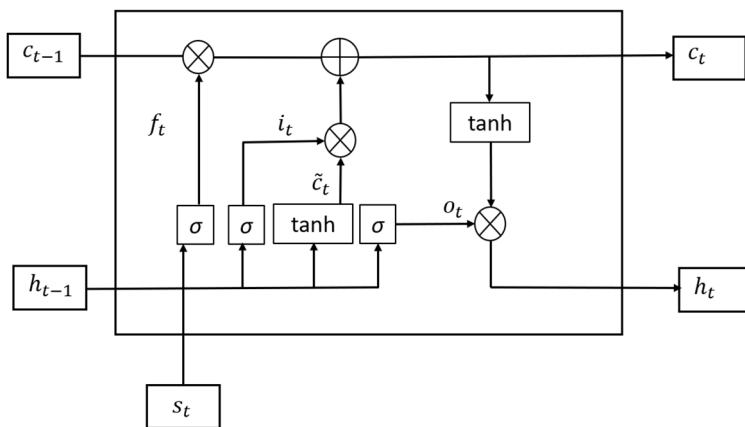 c_{t-1}
c_t
f_t
i_t
tanh
c̃_t
o_t
σ
σ
tanh
σ
h_{t-1}
h_t
s_t